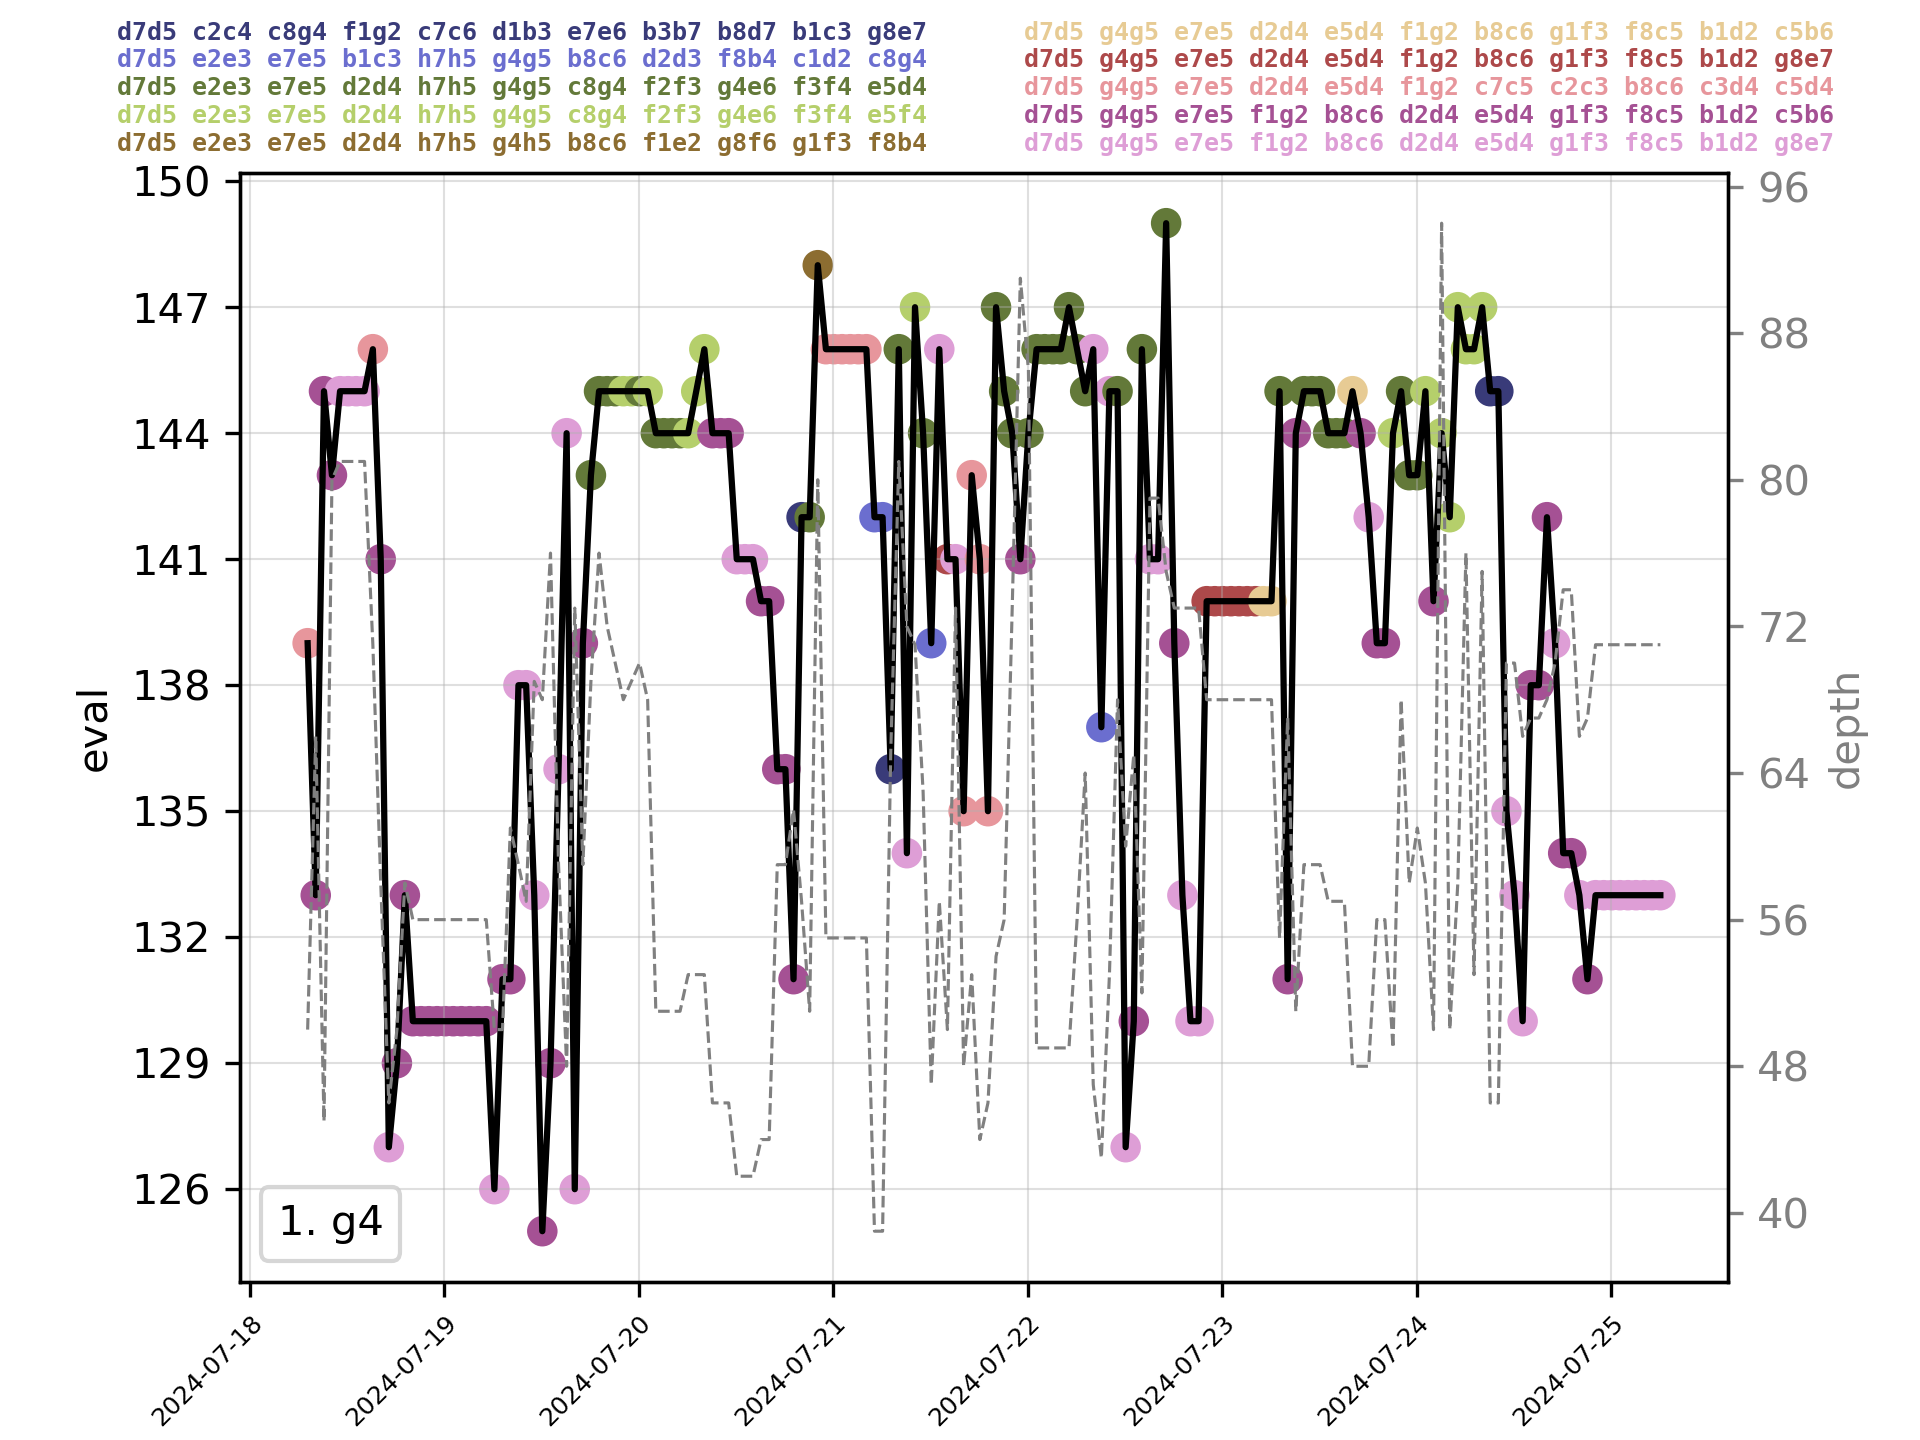 d7d5 c2c4 c8g4 f1g2 c7c6 d1b3 e7e6 b3b7 b8d7 b1c3 g8e7
d7d5 e2e3 e7e5 b1c3 h7h5 g4g5 b8c6 d2d3 f8b4 c1d2 c8g4
d7d5 e2e3 e7e5 d2d4 h7h5 g4g5 c8g4 f2f3 g4e6 f3f4 e5d4
d7d5 e2e3 e7e5 d2d4 h7h5 g4g5 c8g4 f2f3 g4e6 f3f4 e5f4
d7d5 e2e3 e7e5 d2d4 h7h5 g4h5 b8c6 f1e2 g8f6 g1f3 f8b4
d7d5 g4g5 e7e5 d2d4 e5d4 f1g2 b8c6 g1f3 f8c5 b1d2 c5b6
d7d5 g4g5 e7e5 d2d4 e5d4 f1g2 b8c6 g1f3 f8c5 b1d2 g8e7
d7d5 g4g5 e7e5 d2d4 e5d4 f1g2 c7c5 c2c3 b8c6 c3d4 c5d4
d7d5 g4g5 e7e5 f1g2 b8c6 d2d4 e5d4 g1f3 f8c5 b1d2 c5b6
d7d5 g4g5 e7e5 f1g2 b8c6 d2d4 e5d4 g1f3 f8c5 b1d2 g8e7
150
147
144
141
138
135
132
129
126
eval
96
88
80
72
64
56
48
40
depth
1. g4
2024-07-18
2024-07-19
2024-07-20
2024-07-21
2024-07-22
2024-07-23
2024-07-24
2024-07-25